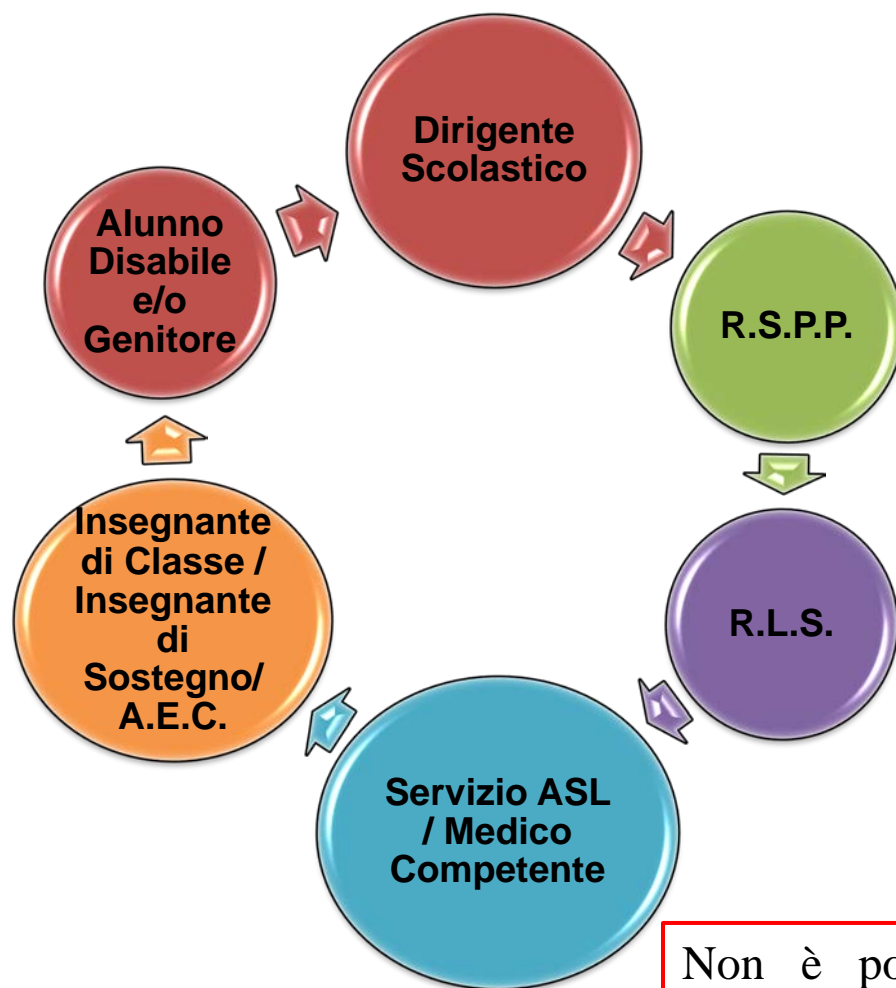 Dirigente
Scolastico
R.S.P.P.
R.L.S.
Servizio ASL
/ Medico
Competente
Insegnante
di Classe /
Insegnante
di
Sostegno/
A.E.C.
Alunno
Disabile
e/o
Genitore
Non è